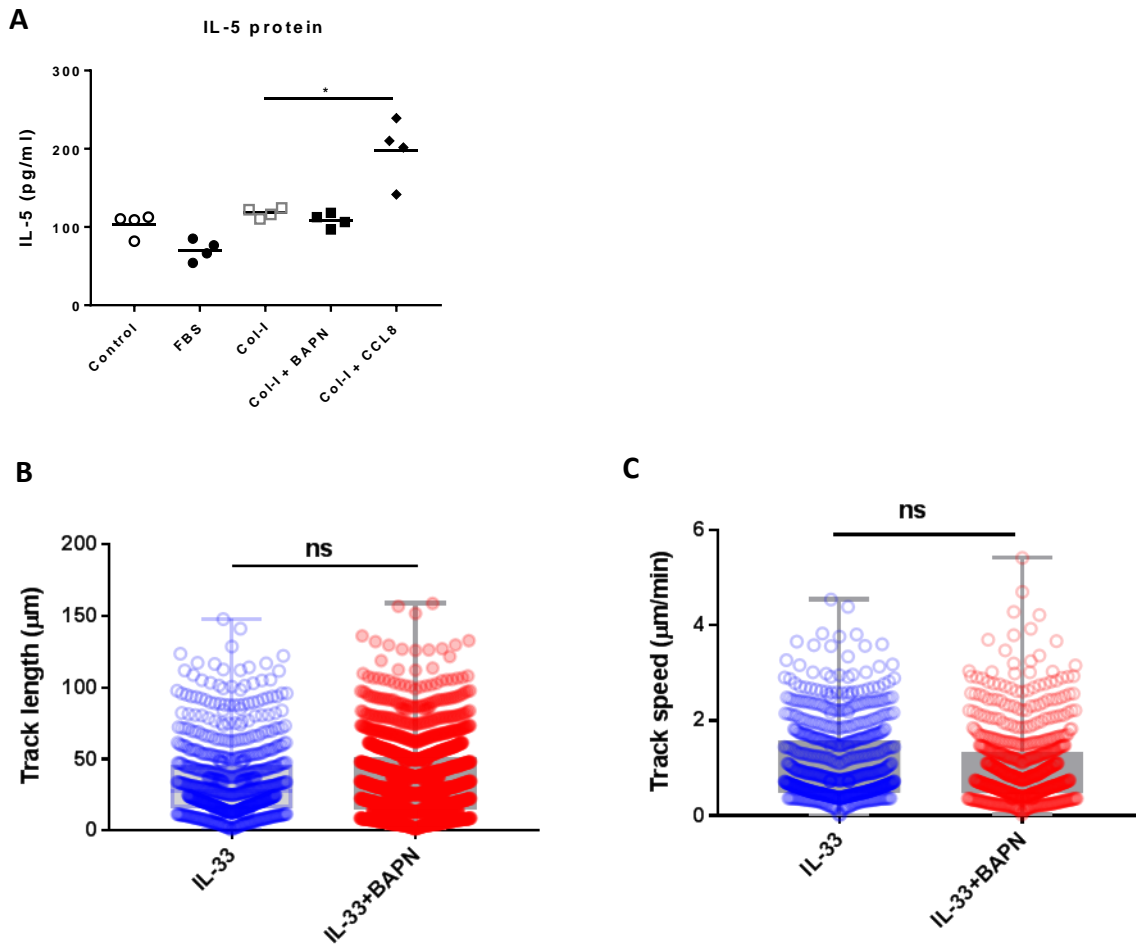 A
IL-5 protein
IL-5 (pg/ml)
300
200
100
0
*
Control
FBS
Col-I
Col-I + BAPN
Col-I + CCL8
B
Track length (µm)
200
150
100
50
0
ns
IL-33
IL-33+BAPN
C
Track speed (µm/min)
6
4
2
0
ns
IL-33
IL-33+BAPN